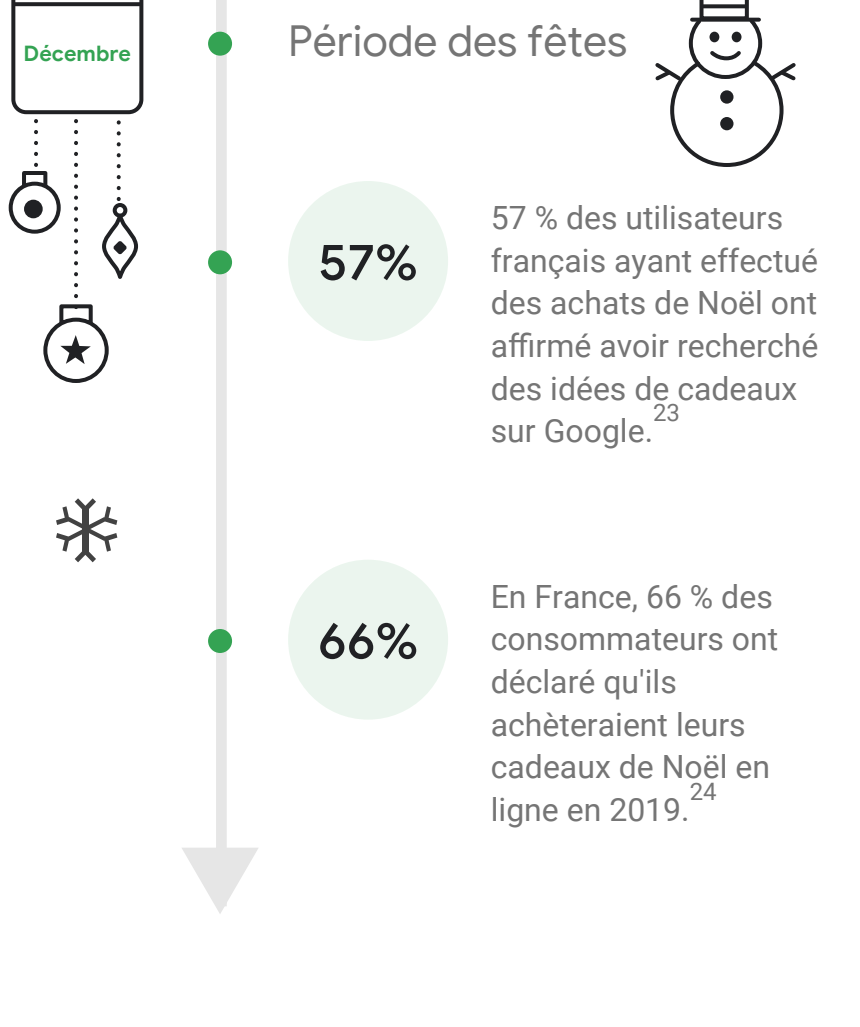 Décembre
Période des fêtes
57%
57 % des utilisateurs
français ayant effectué
des achats de Noël ont
affirmé avoir recherché
des idées de cadeaux
sur Google.23
66%
En France, 66 % des
consommateurs ont
déclaré qu'ils
achèteraient leurs
cadeaux de Noël en
ligne en 2019.24